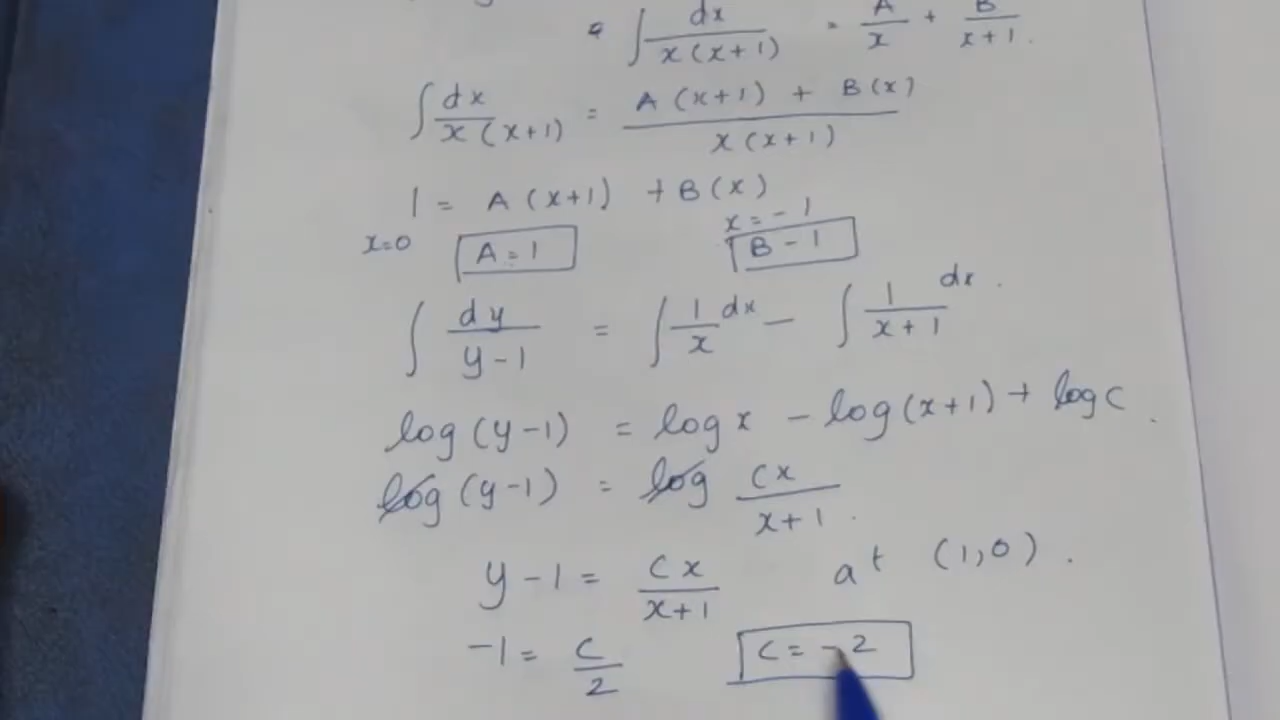 ∫ dx / x(x+1) = A/x + B/x+1.
∫ dx / x(x+1) = A(x+1) + B(x) / x(x+1)
1 = A(x+1) + B(x)
x=0 A=1 x=-1 B-1
∫ dy / y-1 = ∫ 1/x dx - ∫ 1/x+1 dx.
log(y-1) = log x - log(x+1) + log c.
log(y-1) = log cx / x+1.
y-1 = cx / x+1 at (1,0).
-1 = c/2 c=-2